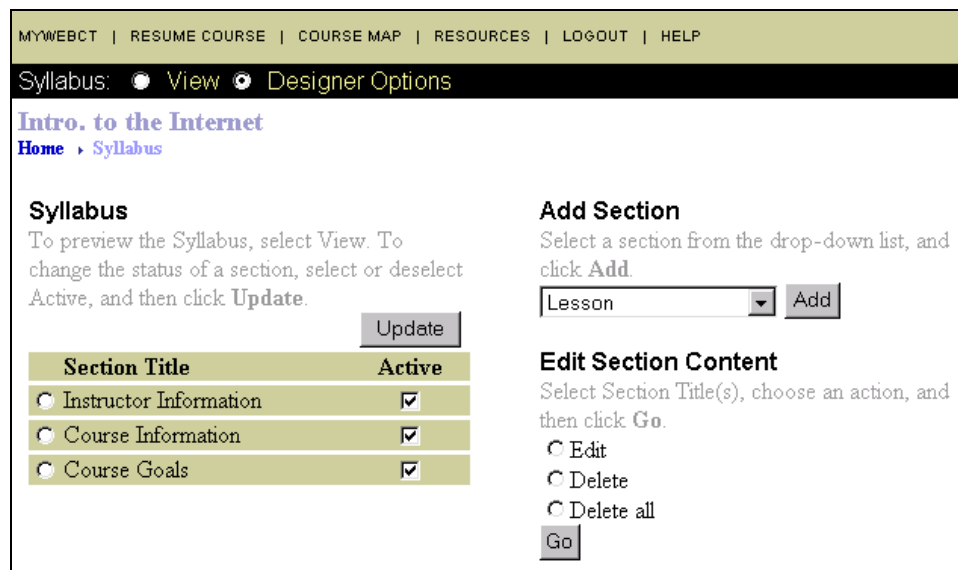 MYWEBCT | RESUME COURSE | COURSE MAP | RESOURCES | LOGOUT | HELP
Syllabus: View Designer Options
Intro. to the Internet
Home Syllabus
Syllabus
To preview the Syllabus, select View. To
change the status of a section, select or deselect
Active, and then click Update.
Update
Section Title Active
Instructor Information
Course Information
Course Goals
Add Section
Select a section from the drop-down list, and
click Add.
Lesson Add
Edit Section Content
Select Section Title(s), choose an action, and
then click Go.
Edit
Delete
Delete all
Go